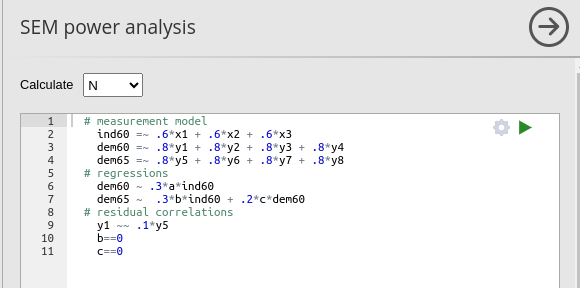 SEM power analysis
Calculate N
1 # measurement model
2 ind60 =~ .6*x1 + .6*x2 + .6*x3
3 dem60 =~ .8*y1 + .8*y2 + .8*y3 + .8*y4
4 dem65 =~ .8*y5 + .8*y6 + .8*y7 + .8*y8
5 # regressions
6 dem60 ~ .3*a*ind60
7 dem65 ~ .3*b*ind60 + .2*c*dem60
8 # residual correlations
9 y1 ~~ .1*y5
10 b==0
11 c==0